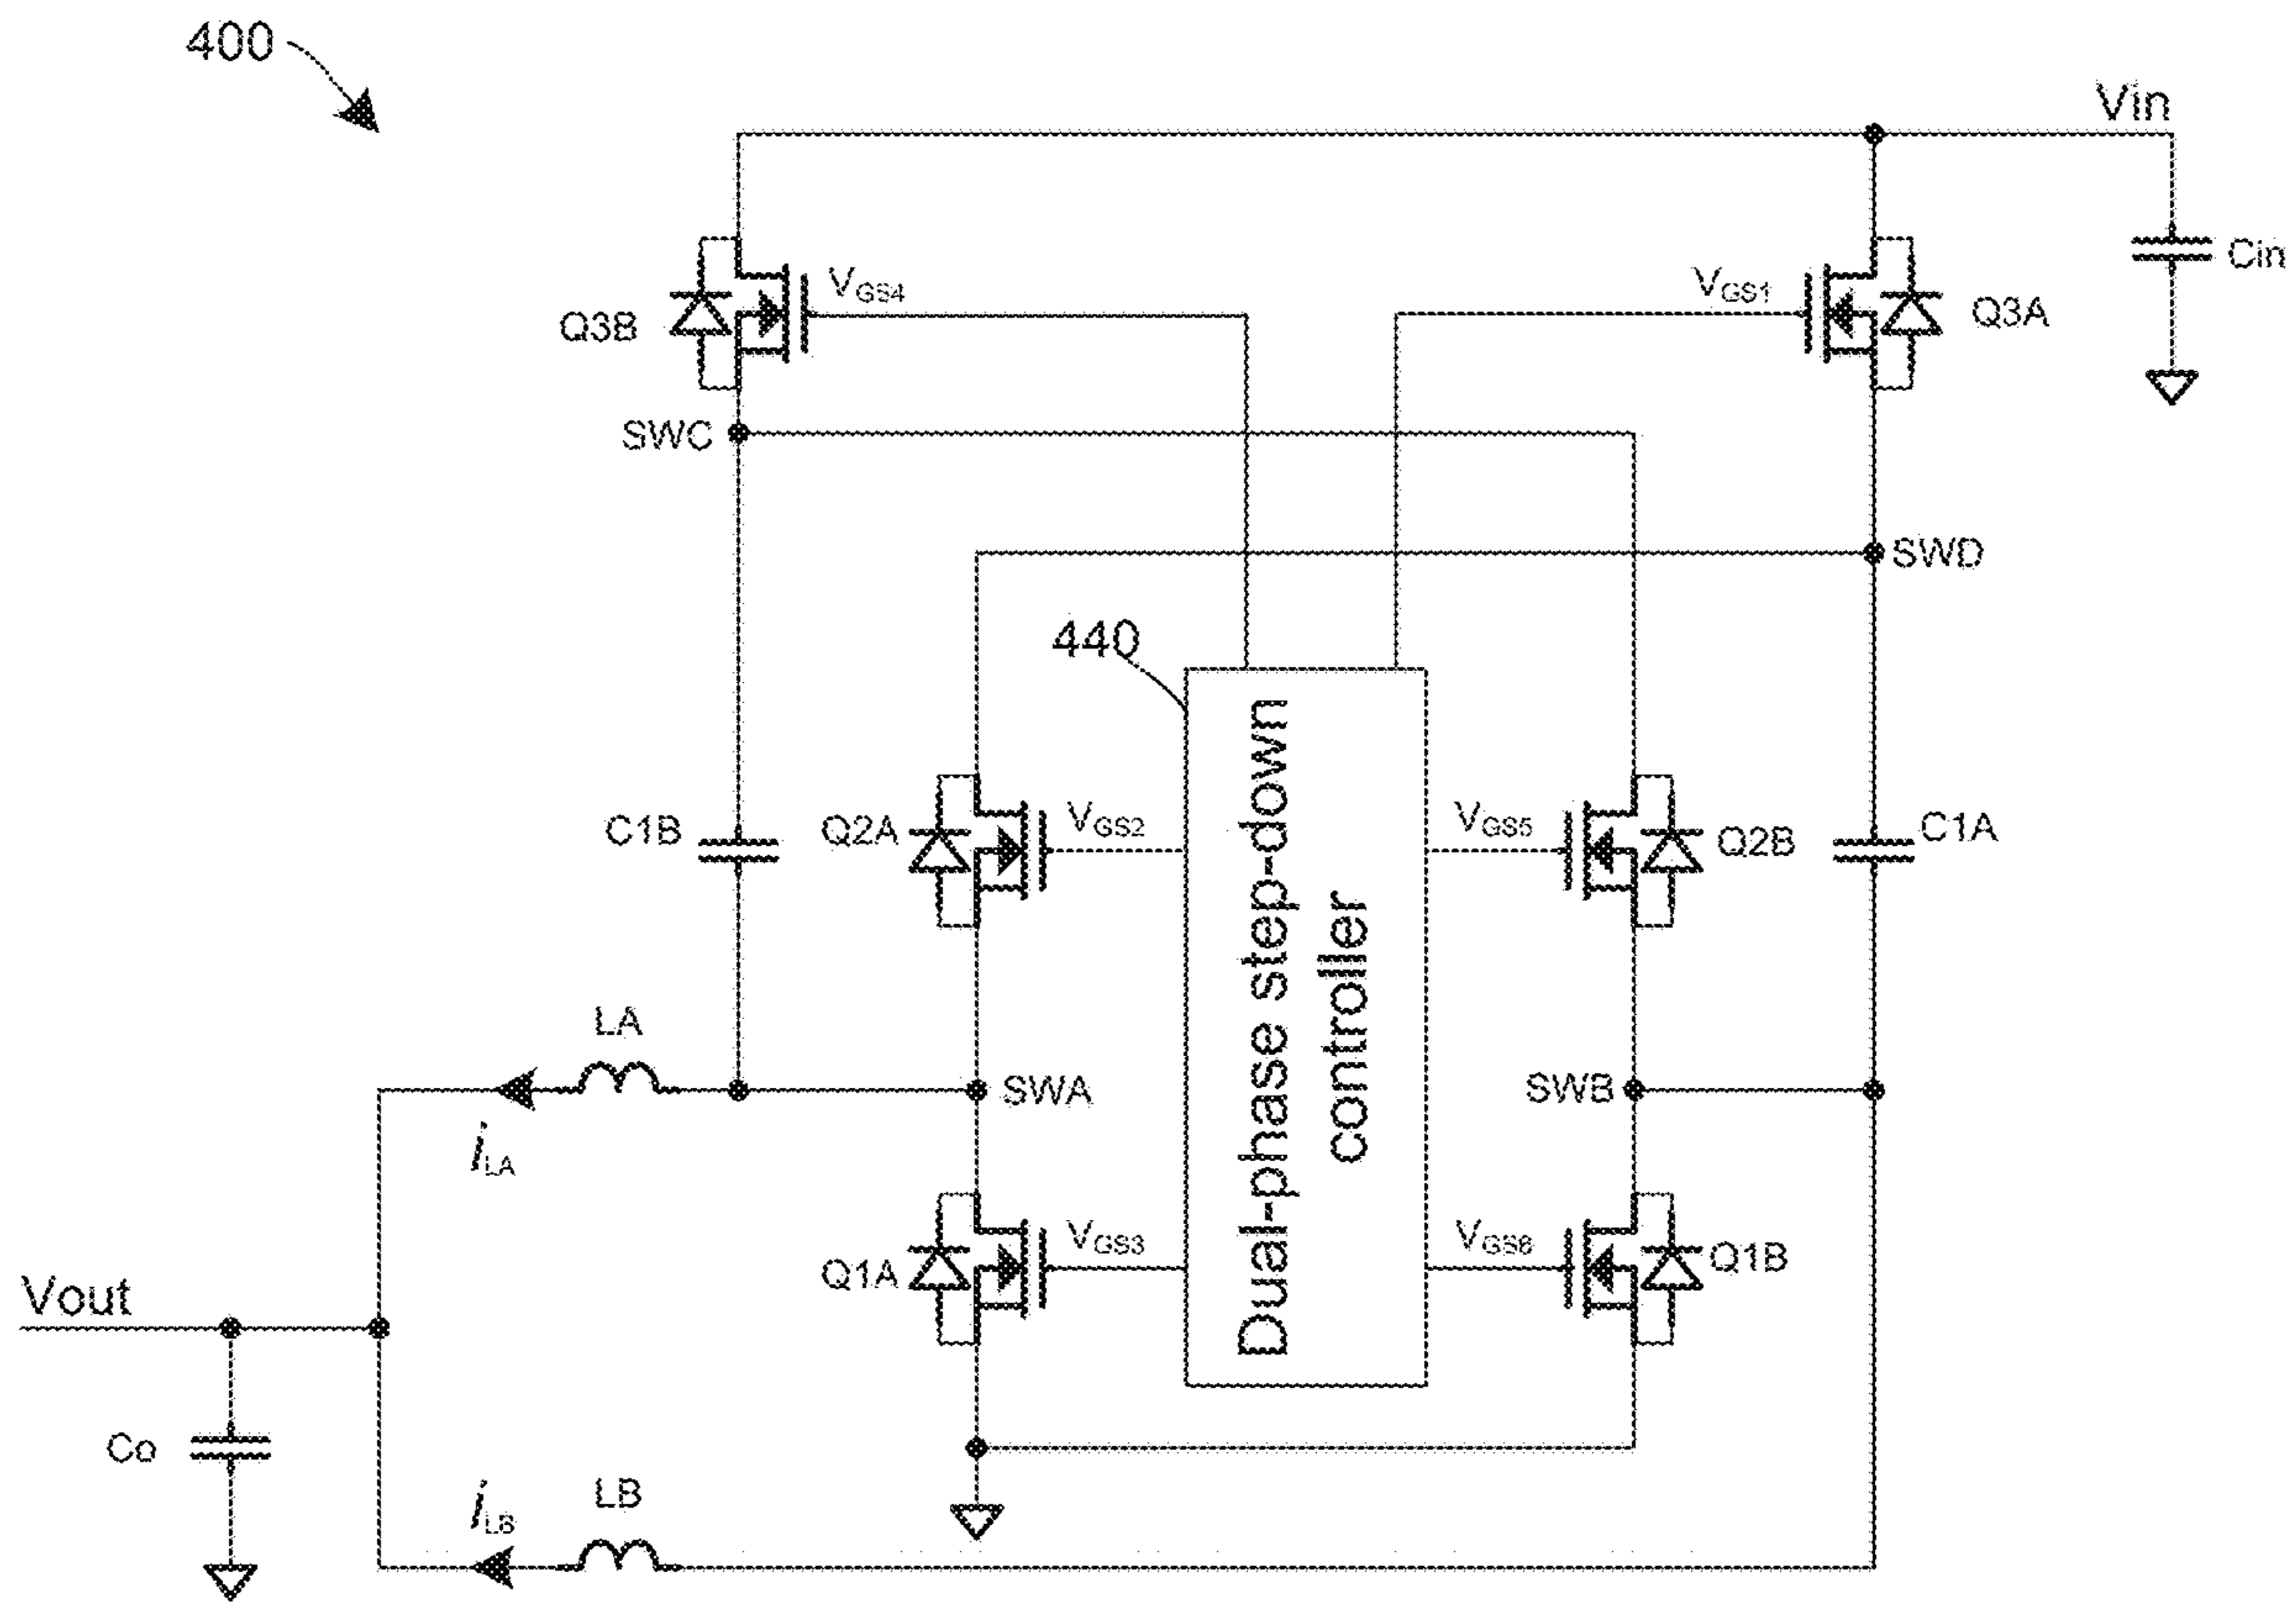 400
Vin
Cin
VGS4
VGS1
Q3B
Q3A
SWC
SWD
440
C1B
Q2A
VGS2
VGS5
Q2B
C1A
Dual-phase step-down
controller
LA
SWA
SWB
iLA
Q1A
VGS3
VGS6
Q1B
Vout
Co
iLB
LB